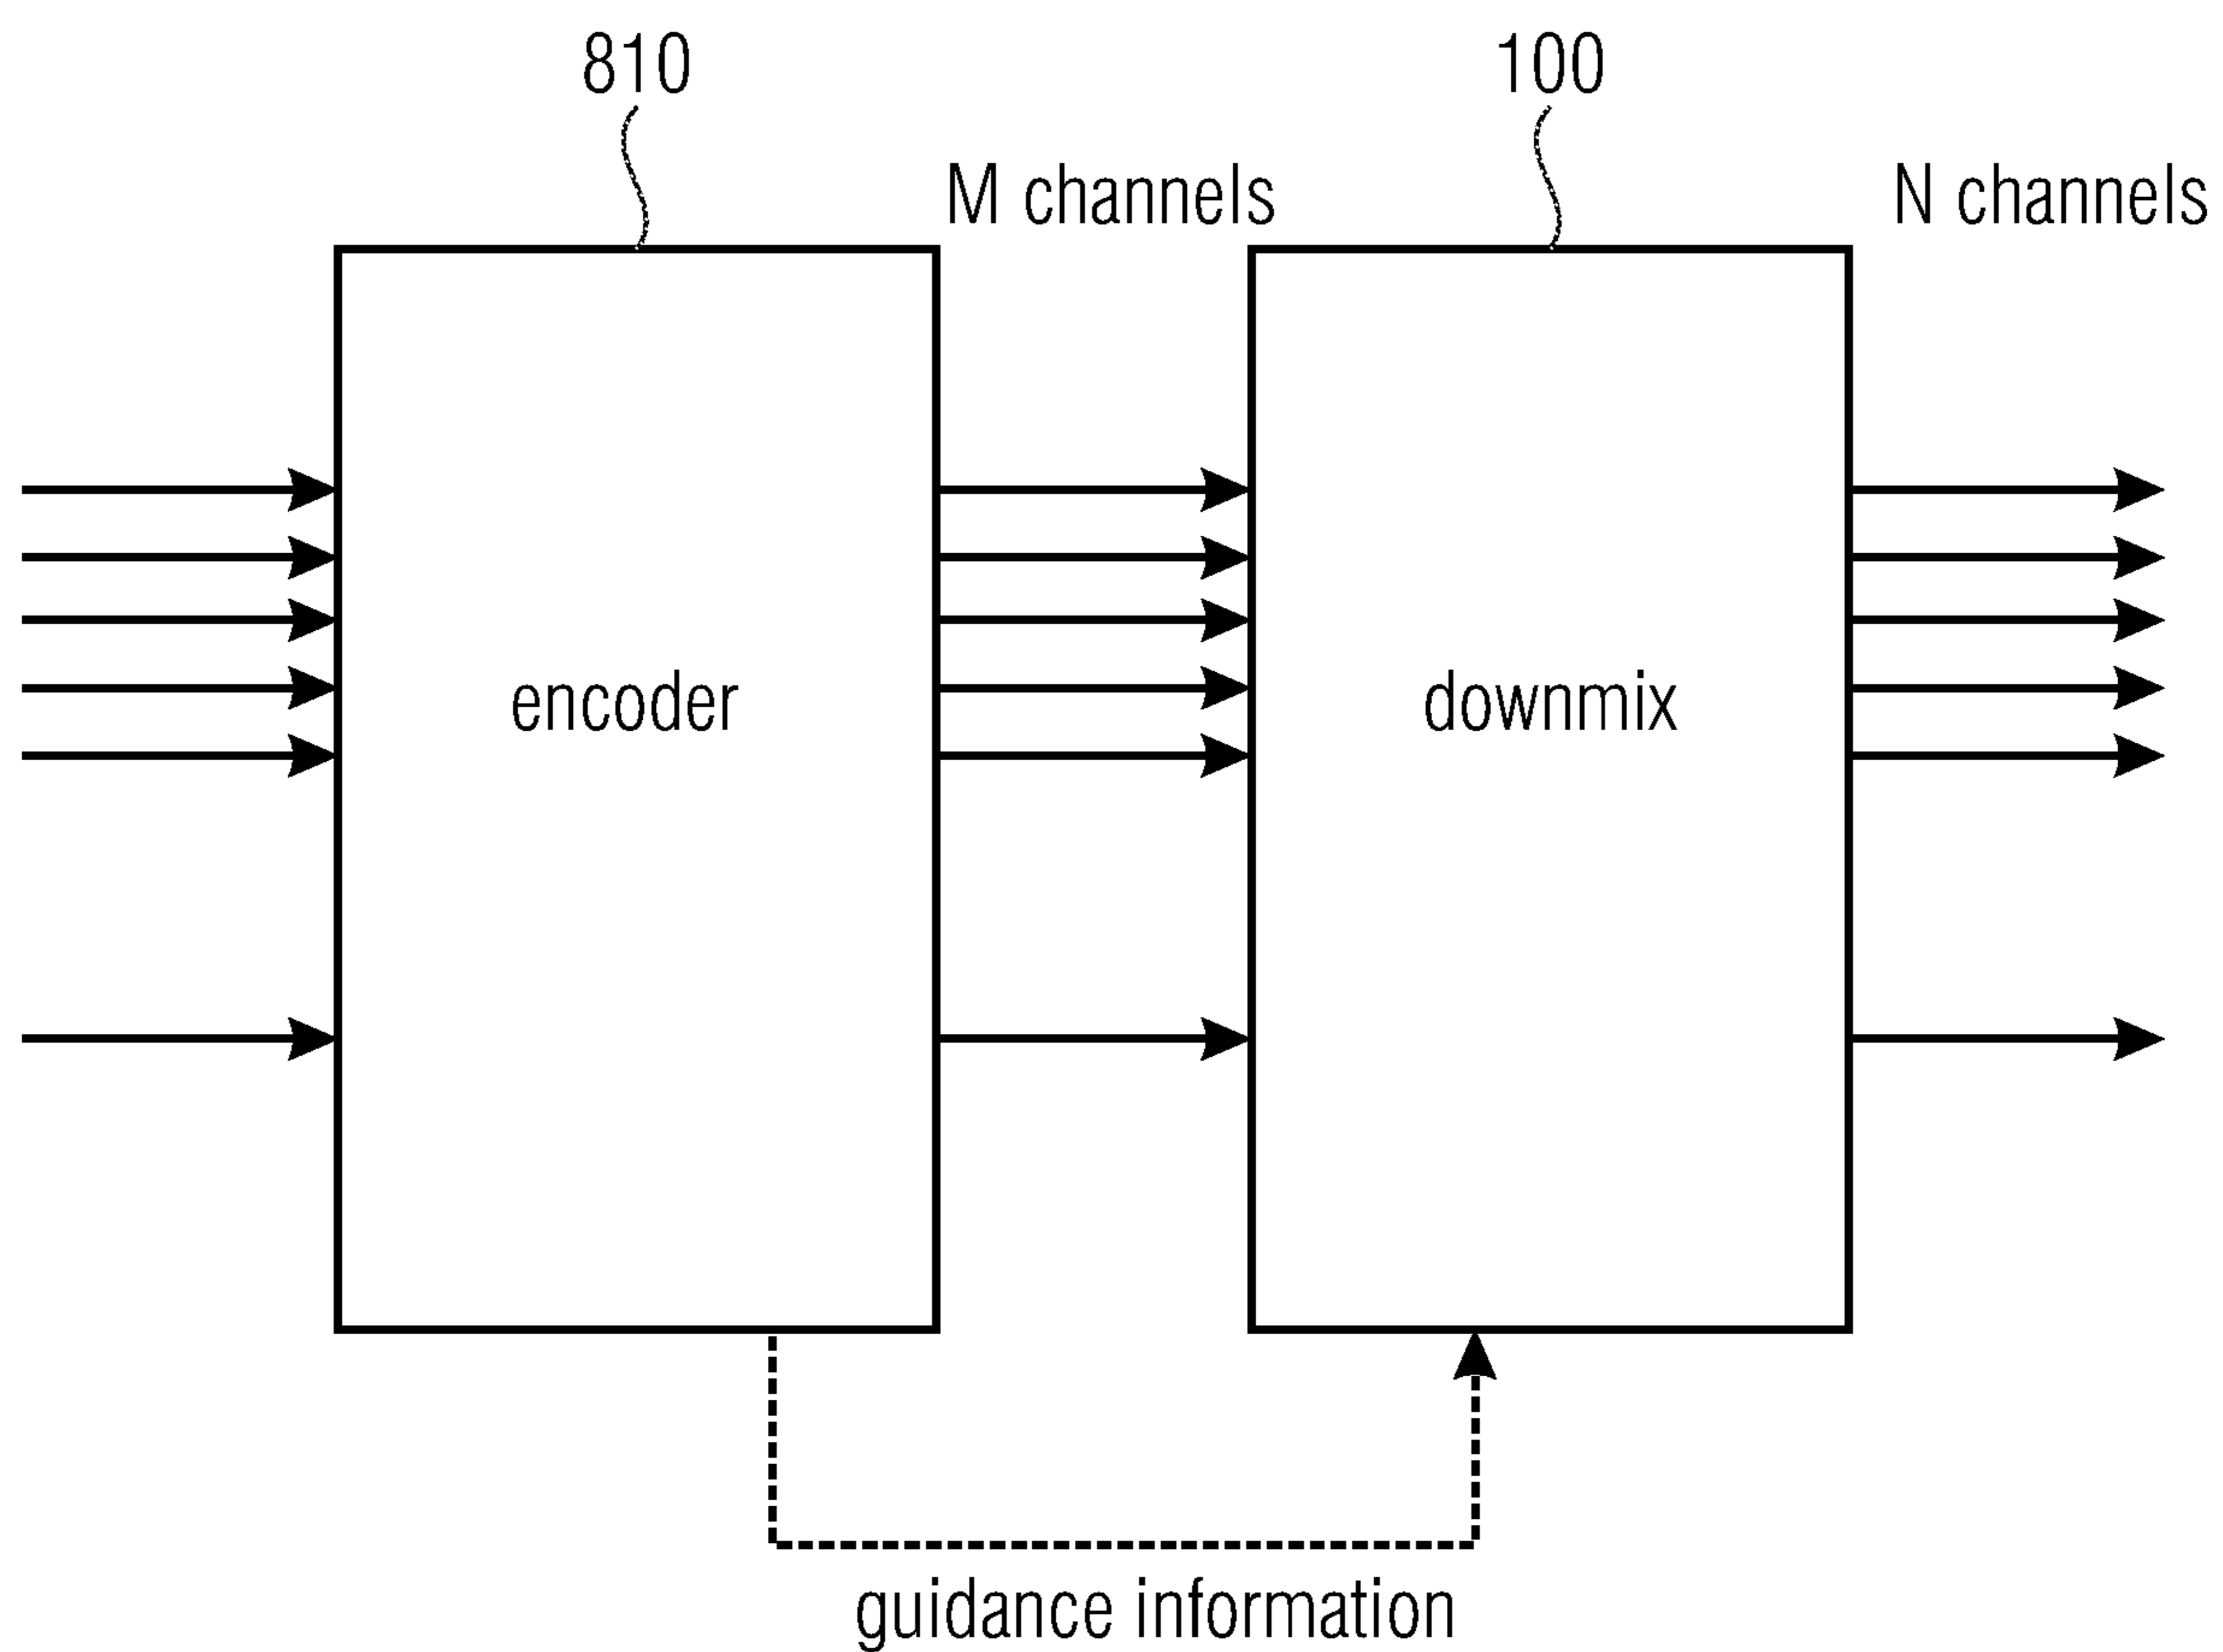 810
100
M channels
N channels
encoder
downmix
guidance information